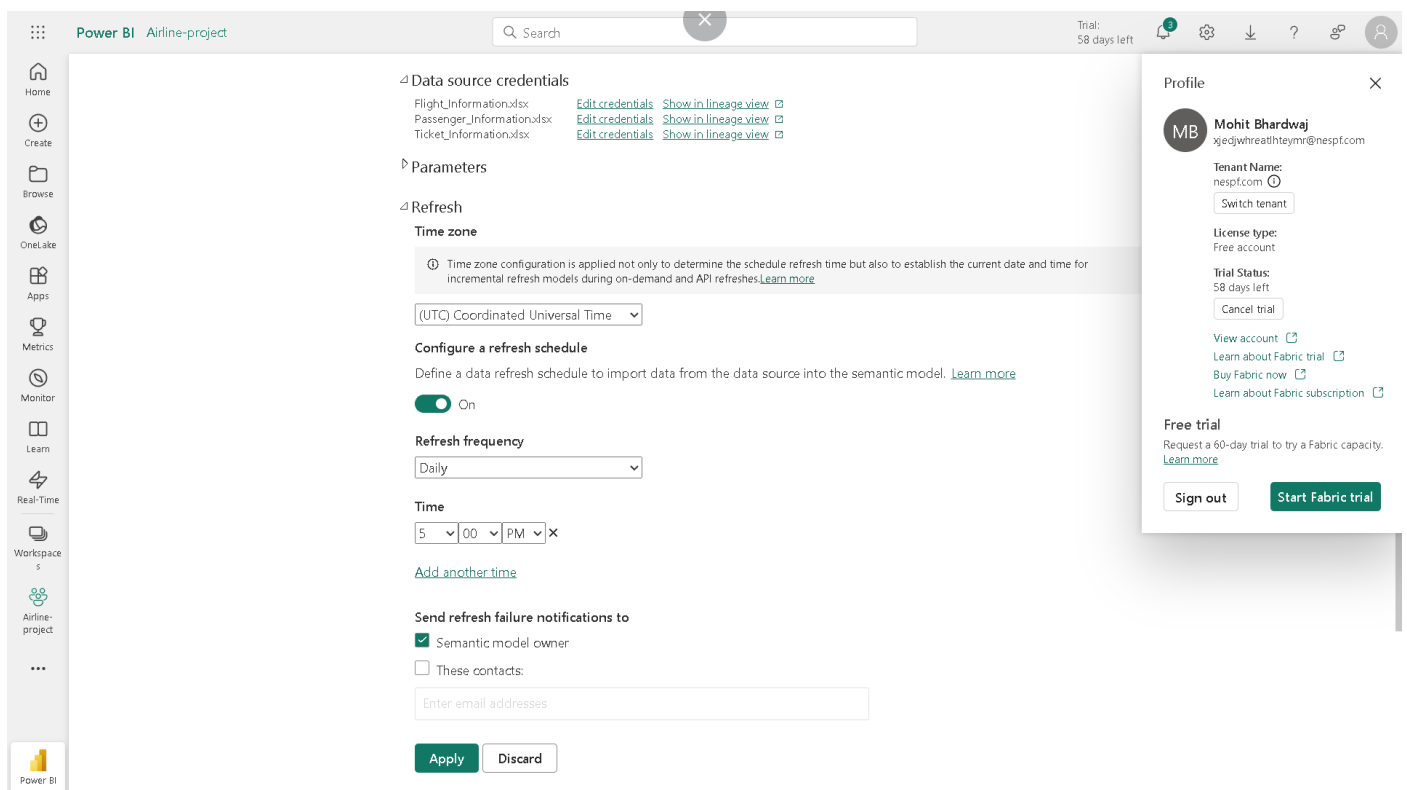 Power BI Airline-project
Search
Trial:
58 days left
3
Home
Create
Browse
OneLake
Apps
Metrics
Monitor
Learn
Real-Time
Workspace
s
Airline-
project
Power BI
Data source credentials
Flight_Information.xlsx Edit credentials Show in lineage view
Passenger_Information.xlsx Edit credentials Show in lineage view
Ticket_Information.xlsx Edit credentials Show in lineage view
Parameters
Refresh
Time zone
Time zone configuration is applied not only to determine the schedule refresh time but also to establish the current date and time for
incremental refresh models during on-demand and API refreshes.Learn more
(UTC) Coordinated Universal Time
Configure a refresh schedule
Define a data refresh schedule to import data from the data source into the semantic model. Learn more
On
Refresh frequency
Daily
Time
5 00 PM
Add another time
Send refresh failure notifications to
Semantic model owner
These contacts:
Enter email addresses
Apply Discard
Profile
MB
Mohit Bhardwaj
xjedjwhreatlhteymr@nespf.com
Tenant Name:
nespf.com
Switch tenant
License type:
Free account
Trial Status:
58 days left
Cancel trial
View account
Learn about Fabric trial
Buy Fabric now
Learn about Fabric subscription
Free trial
Request a 60-day trial to try a Fabric capacity.
Learn more
Sign out Start Fabric trial